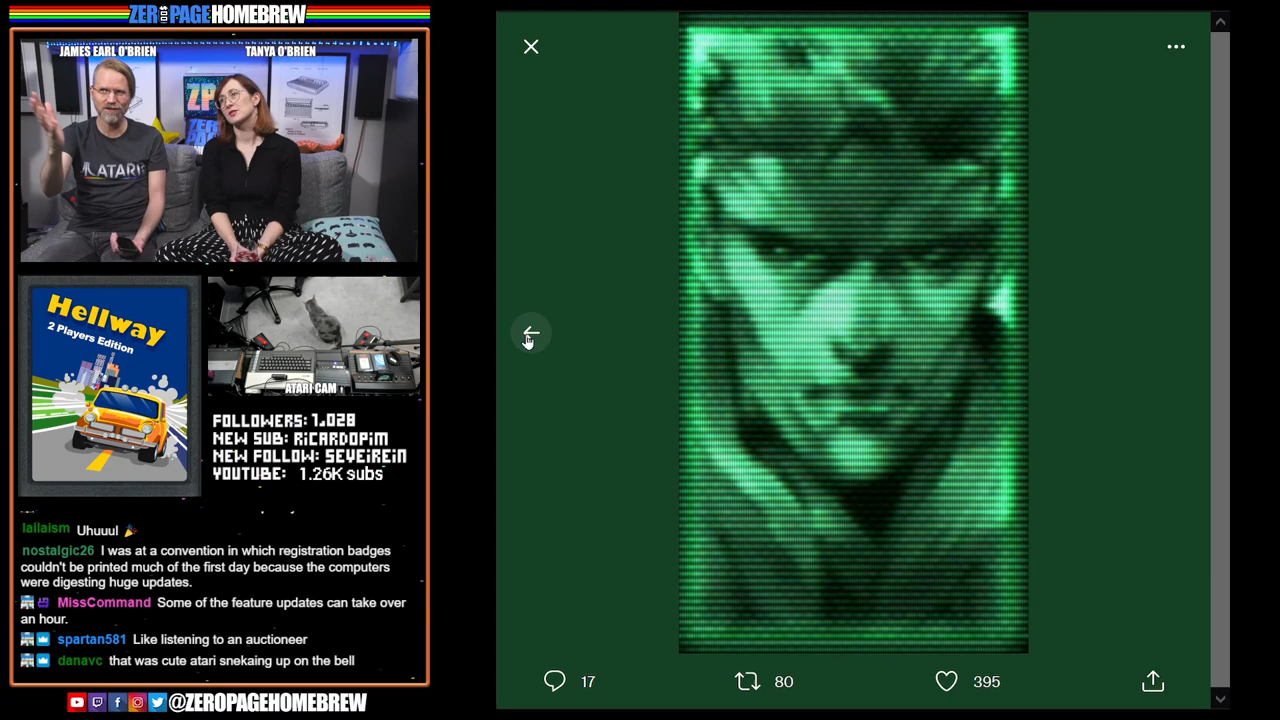 ZERO PAGE HOMEBREW
JAMES EARL O'BRIEN
TANYA O'BRIEN
ATARI
Hellway
2 Players Edition
ATARI CAM
FOLLOWERS: 1,028
NEW SUB: RICARDOPIM
NEW FOLLOW: SEVEIREIN
YOUTUBE: 1.26K subs
lailaism Uhuuul
nostalgic26 I was at a convention in which registration badges
couldn't be printed much of the first day because the computers
were digesting huge updates.
MissCommand Some of the feature updates can take over
an hour.
spartan581 Like listening to an auctioneer
danavc that was cute atari snekaing up on the bell
@ZEROPAGEHOMEBREW
17
80
395